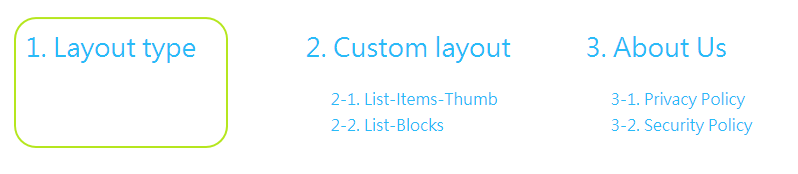 1. Layout type
2. Custom layout
2-1. List-Items-Thumb
2-2. List-Blocks
3. About Us
3-1. Privacy Policy
3-2. Security Policy